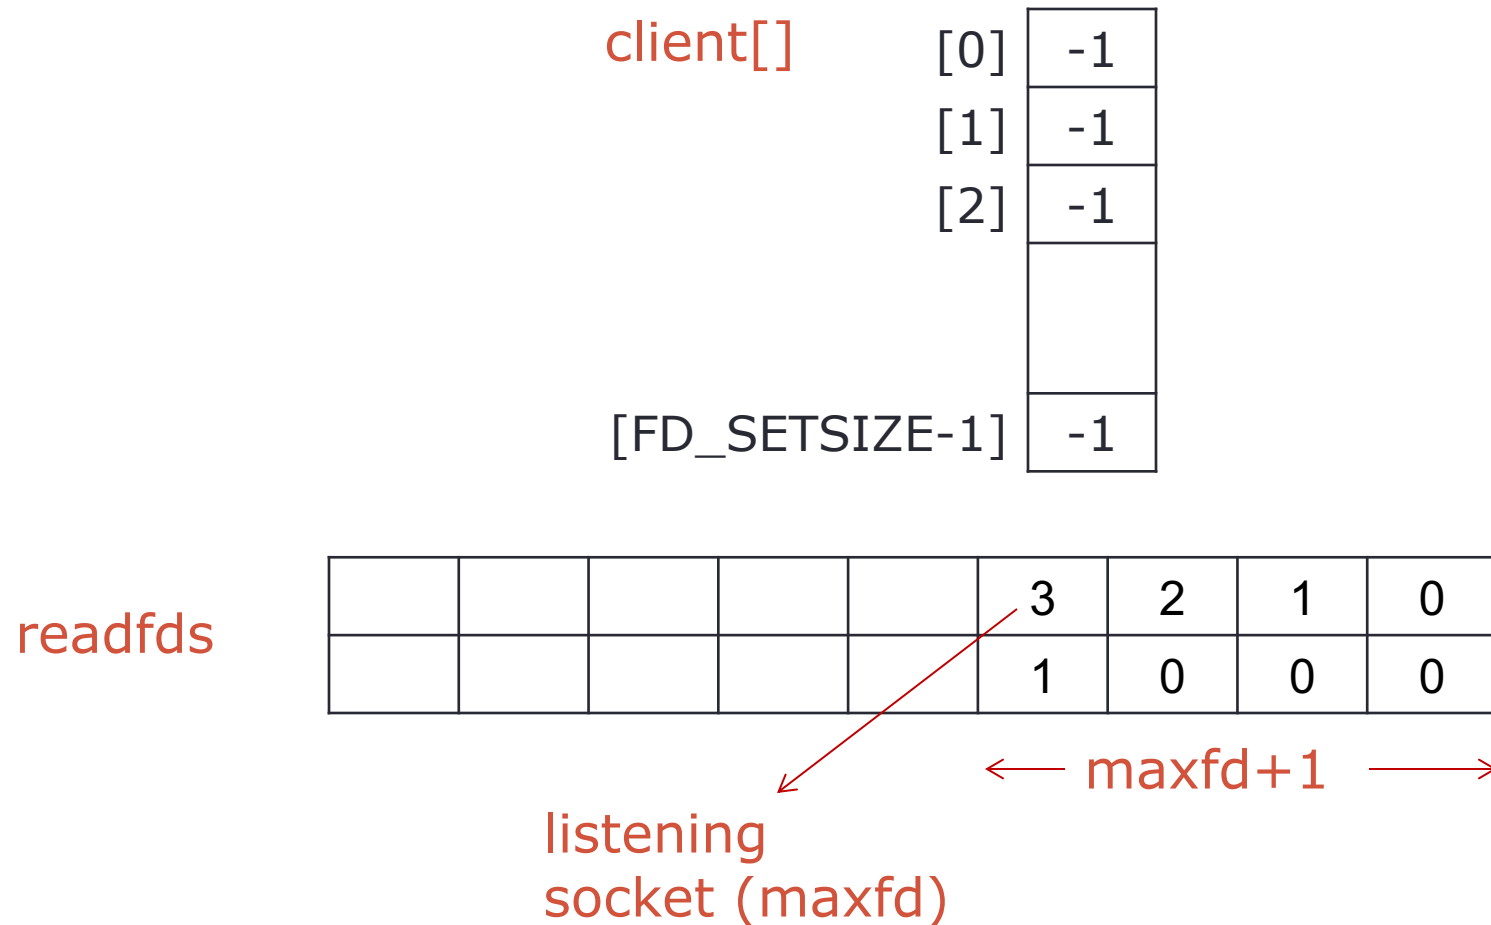 client[]
[0] -1
[1] -1
[2] -1
[FD_SETSIZE-1] -1
readfds
3 2 1 0
1 0 0 0
maxfd+1
listening
socket (maxfd)